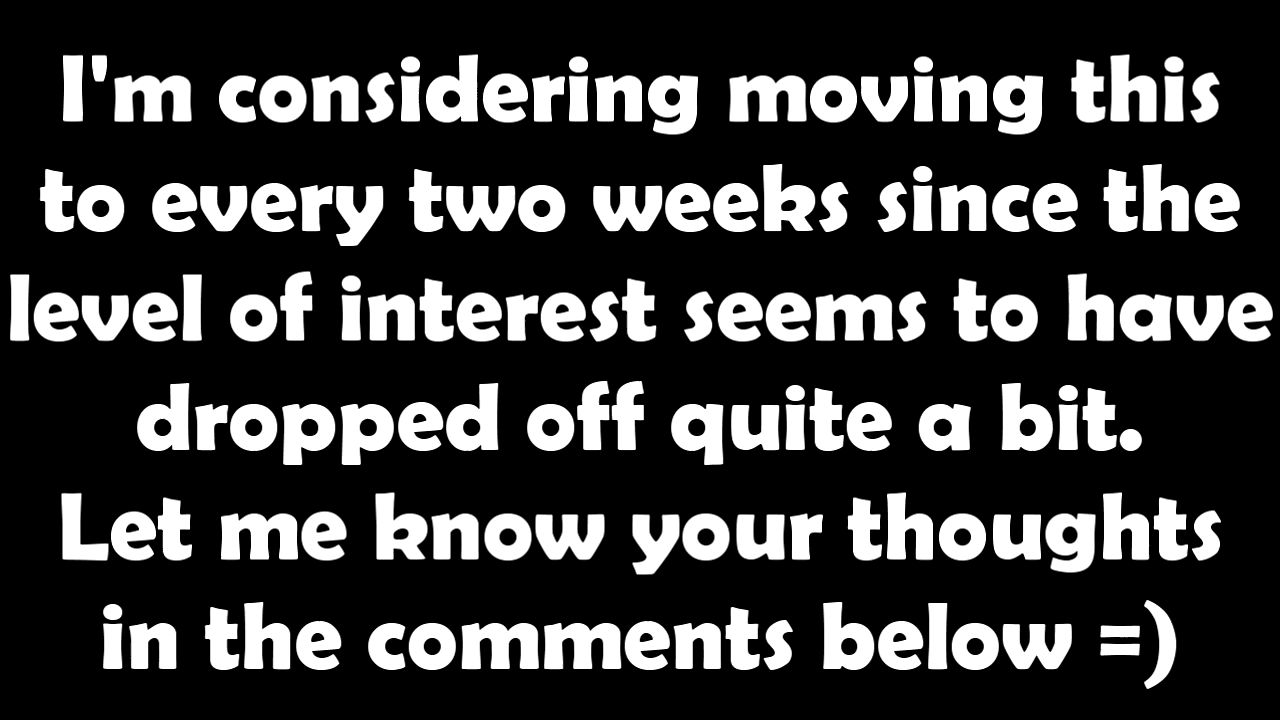 I'm considering moving this
to every two weeks since the
level of interest seems to have
dropped off quite a bit.
Let me know your thoughts
in the comments below =)